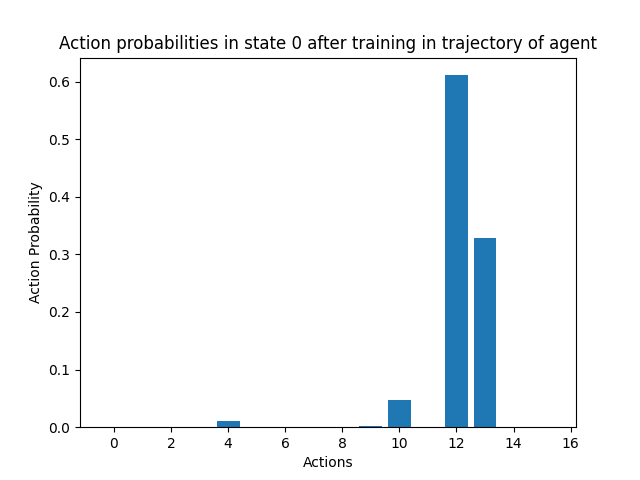 Action probabilities in state 0 after training in trajectory of agent
0.6
0.5
0.4
0.3
0.2
0.1
0.0
Action Probability
0 2 4 6 8 10 12 14 16
Actions